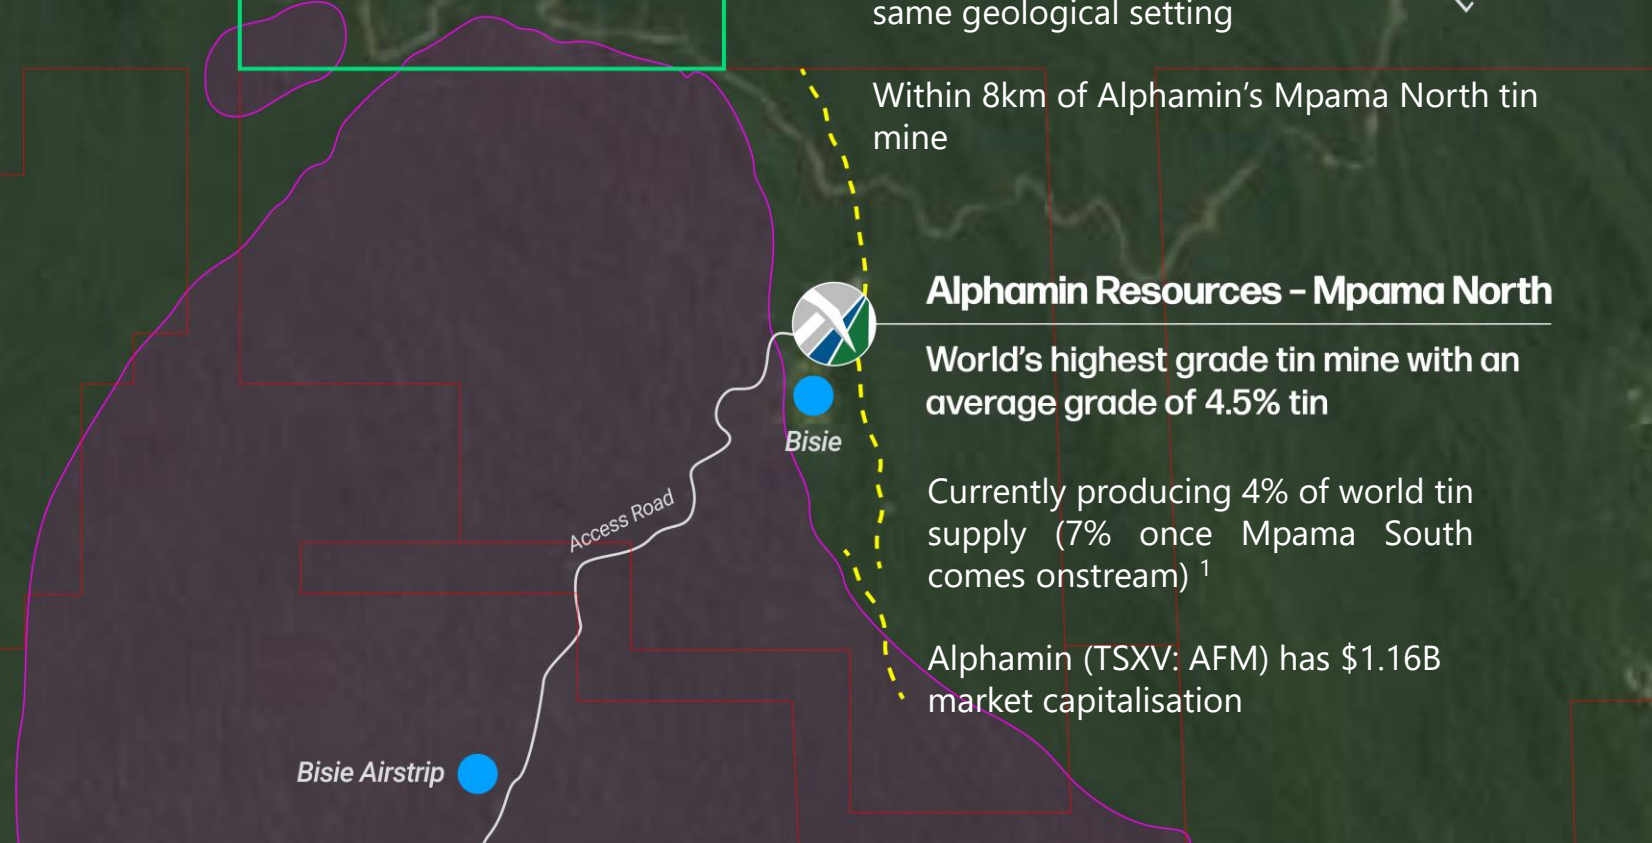 same geological setting
Within 8km of Alphamin’s Mpama North tin
mine
Alphamin Resources – Mpama North
World’s highest grade tin mine with an
average grade of 4.5% tin
Bisie
Currently producing 4% of world tin
supply (7% once Mpama South
comes onstream) 1
Access Road
Alphamin (TSXV: AFM) has $1.16B
market capitalisation
Bisie Airstrip